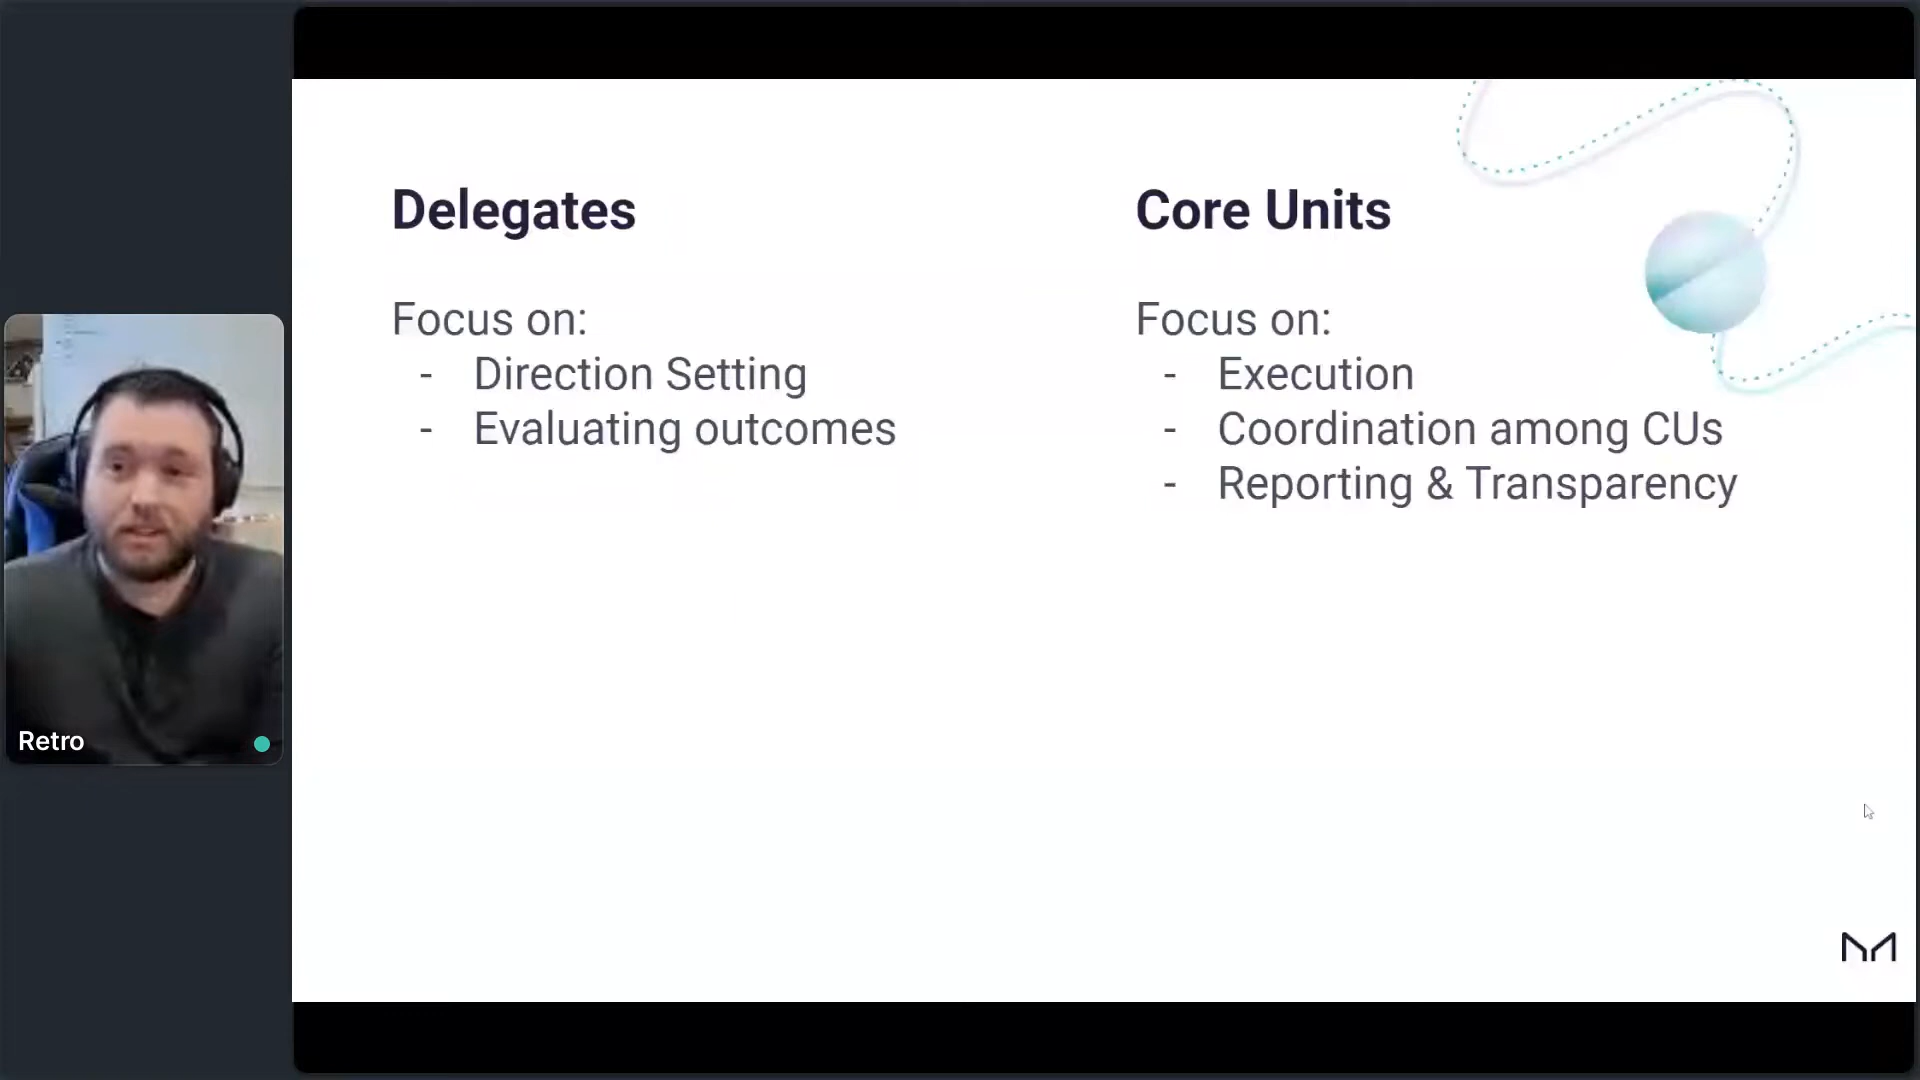 Delegates
Focus on:
- Direction Setting
- Evaluating outcomes
Core Units
Focus on:
- Execution
- Coordination among CUs
- Reporting & Transparency
Retro